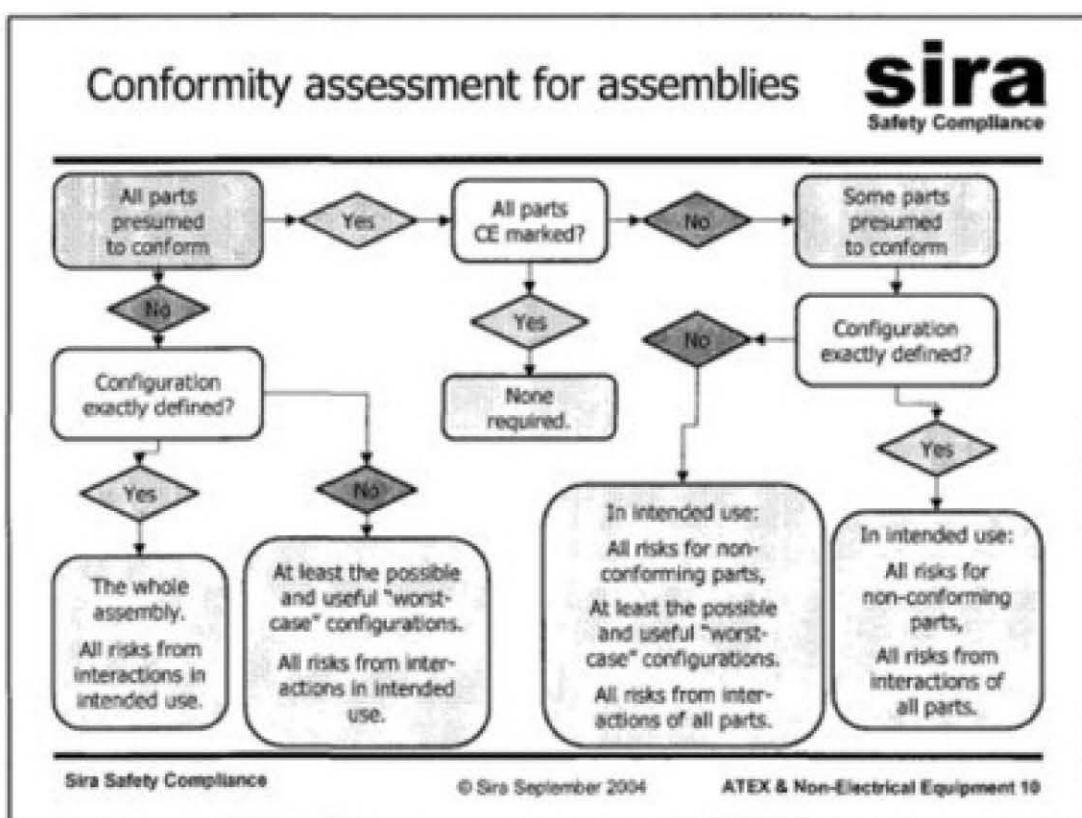 Conformity assessment for assemblies
sira
Safety Compliance
All parts
presumed
to conform
Yes
All parts
CE marked?
No
Some parts
presumed
to conform
No
Yes
No
Configuration
exactly defined?
Configuration
exactly defined?
None
required.
Yes
Yes
No
The whole
assembly.
All risks from
interactions in
intended use.
At least the possible
and useful "worst-
case" configurations.
All risks from inter-
actions in intended
use.
In intended use:
All risks for non-
conforming parts,
At least the possible
and useful "worst-
case" configurations.
All risks from inter-
actions of all parts.
In intended use:
All risks for
non-conforming
parts,
All risks from
interactions of
all parts.
Sira Safety Compliance
© Sira September 2004
ATEX & Non-Electrical Equipment 10